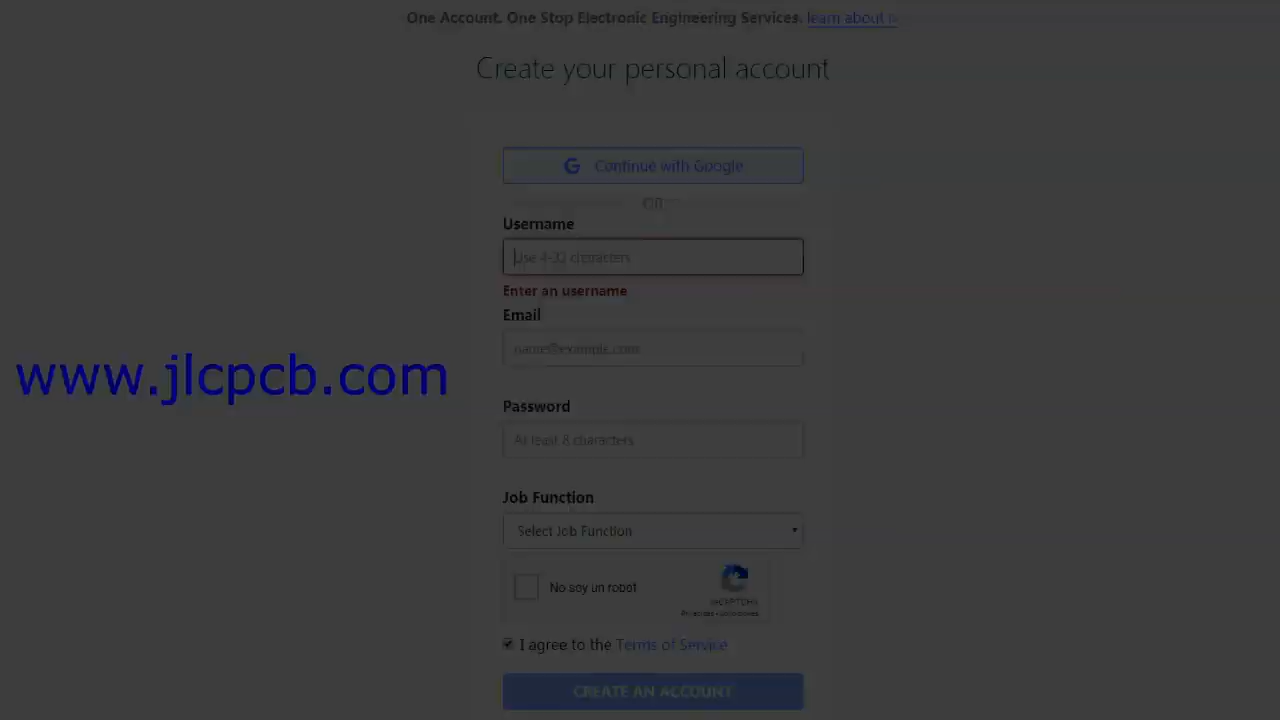 One Account. One Stop Electronic Engineering Services. learn about
Create your personal account
Continue with Google
OR
Username
Use 4-32 characters
Enter an username
Email
name@example.com
www.jlcpcb.com
Password
At least 8 characters
Job Function
Select Job Function
No soy un robot
reCAPTCHA
I agree to the Terms of Service
CREATE AN ACCOUNT